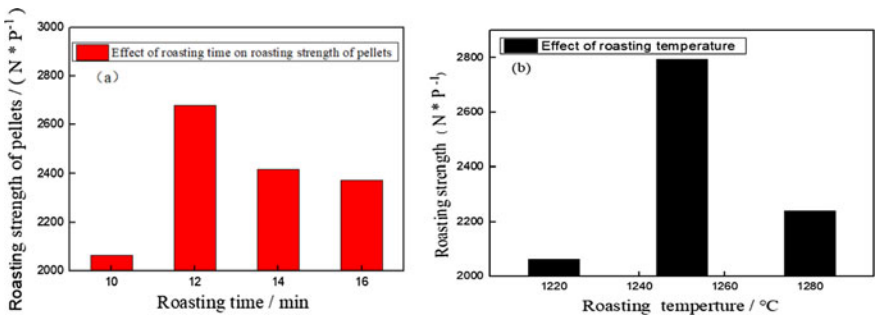 Roasting strength of pellets / ( N * P⁻¹)
3000
2800
2600
2400
2200
2000
Effect of roasting time on roasting strength of pellets
（a）
10 12 14 16
Roasting time / min
Roasting strength ( N * P⁻¹)
2800
2600
2400
2200
2000
Effect of roasting temperature
(b)
1220 1240 1260 1280
Roasting temperture / °C